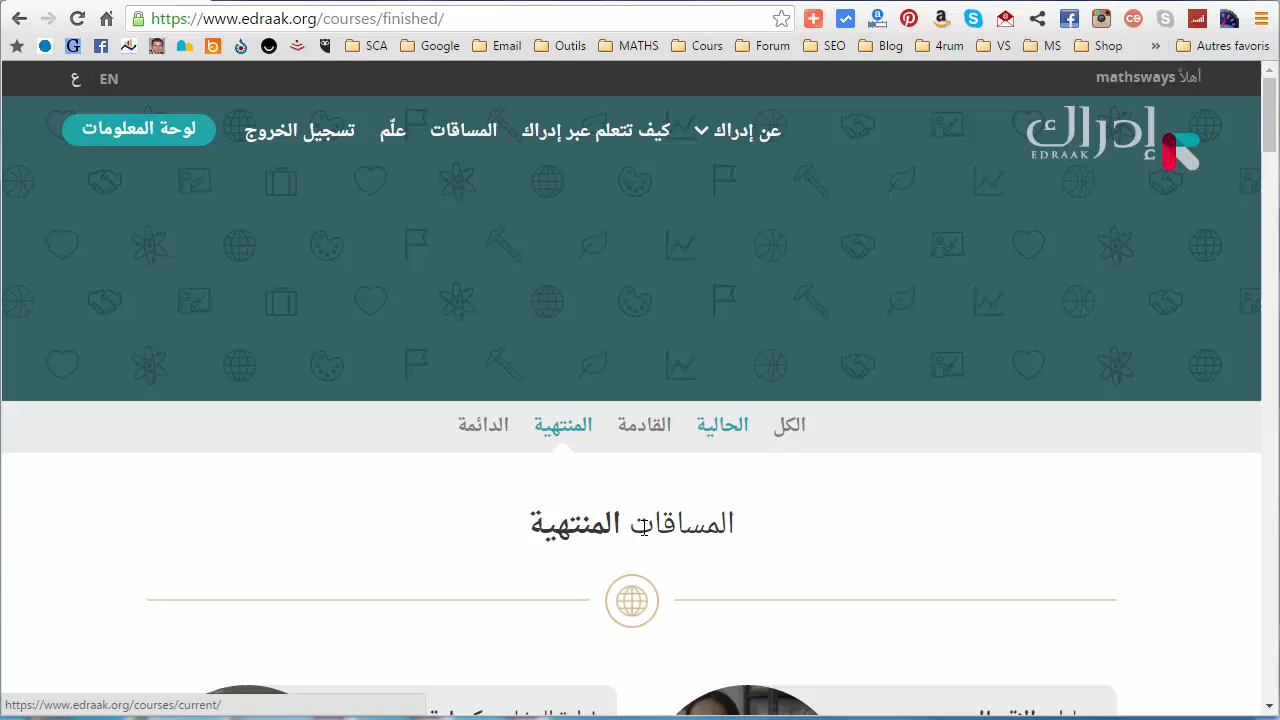 https://www.edraak.org/courses/finished/
SCA
Google
Email
Outils
MATHS
Cours
Forum
SEO
Blog
4rum
VS
MS
Shop
»
Autres favoris
أهلاً mathsways
EN
ع
إدراك
EDRAAK
عن إدراك
كيف تتعلم عبر إدراك
المساقات
علّم
تسجيل الخروج
لوحة المعلومات
الكل
الحالية
القادمة
المنتهية
الدائمة
المساقات المنتهية
https://www.edraak.org/courses/current/